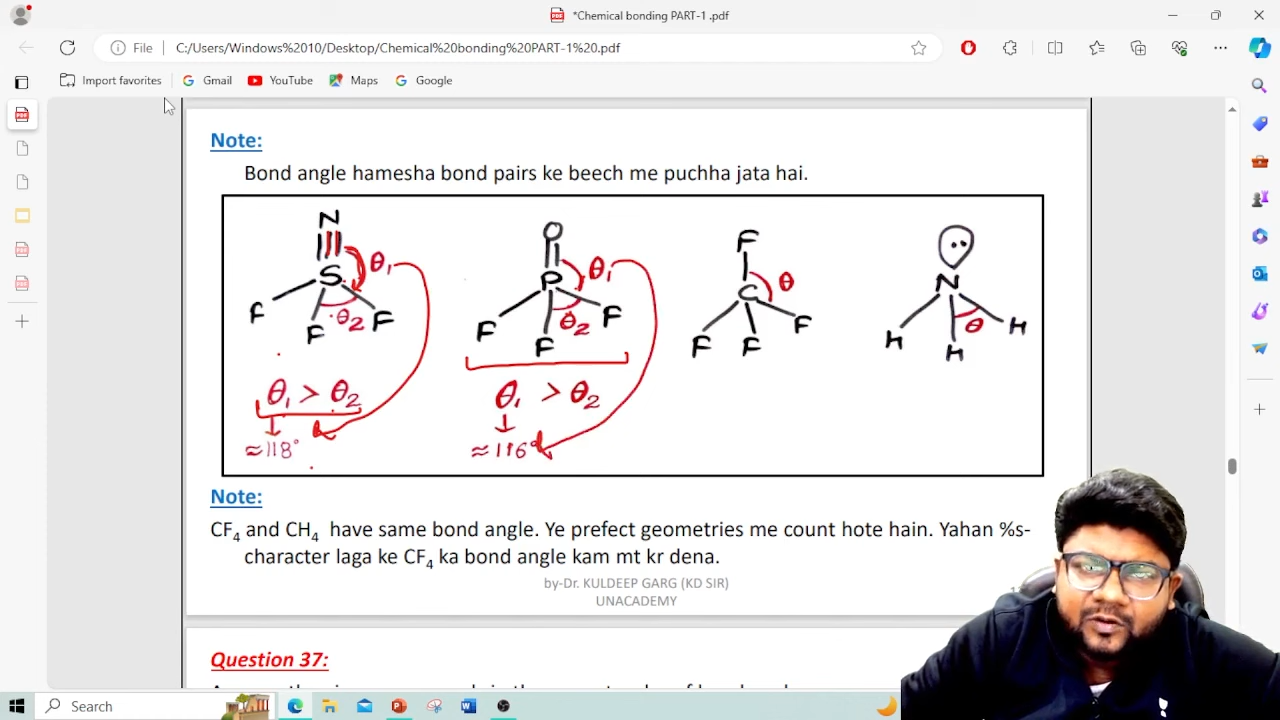 *Chemical bonding PART-1 .pdf
File C:/Users/Windows%2010/Desktop/Chemical%20bonding%20PART-1%20.pdf
Import favorites Gmail YouTube Maps Google
Note:
Bond angle hamesha bond pairs ke beech me puchha jata hai.
N
S
F
F
F
θ₁
θ₂
θ₁ > θ₂
≈118°
O
P
F
F
F
θ₁
θ₂
θ₁ > θ₂
≈116°
F
C
F
F
F
θ
N
H
H
H
θ
Note:
CF₄ and CH₄ have same bond angle. Ye prefect geometries me count hote hain. Yahan %s-
character laga ke CF₄ ka bond angle kam mt kr dena.
by-Dr. KULDEEP GARG (KD SIR)
UNACADEMY
Question 37:
Search